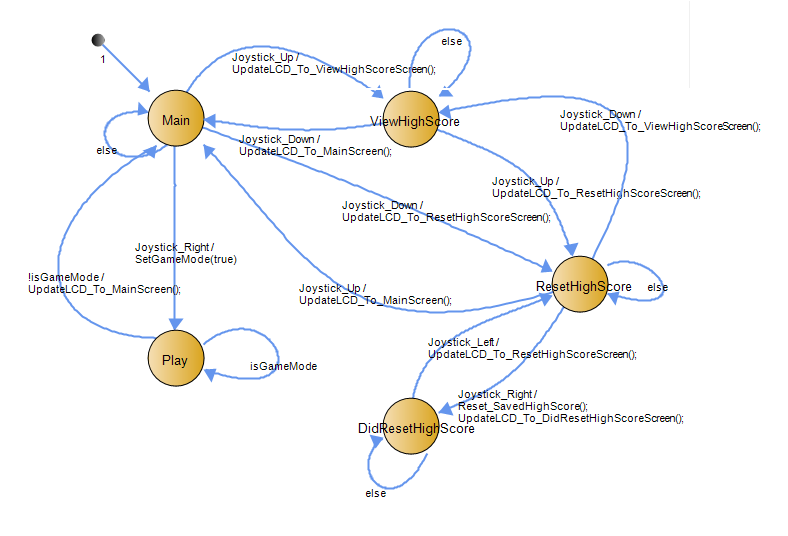 else
Joystick_Up /
UpdateLCD_To_ViewHighScoreScreen();
1
Main
ViewHighScore
Joystick_Down /
UpdateLCD_To_ViewHighScoreScreen();
else
Joystick_Down /
UpdateLCD_To_MainScreen();
Joystick_Up /
UpdateLCD_To_ResetHighScoreScreen();
Joystick_Down /
UpdateLCD_To_ResetHighScoreScreen();
Joystick_Right /
SetGameMode(true)
!isGameMode /
UpdateLCD_To_MainScreen();
Joystick_Up /
UpdateLCD_To_MainScreen();
ResetHighScore
else
Play
isGameMode
Joystick_Left /
UpdateLCD_To_ResetHighScoreScreen();
Joystick_Right /
Reset_SavedHighScore();
UpdateLCD_To_DidResetHighScoreScreen();
DidResetHighScore
else